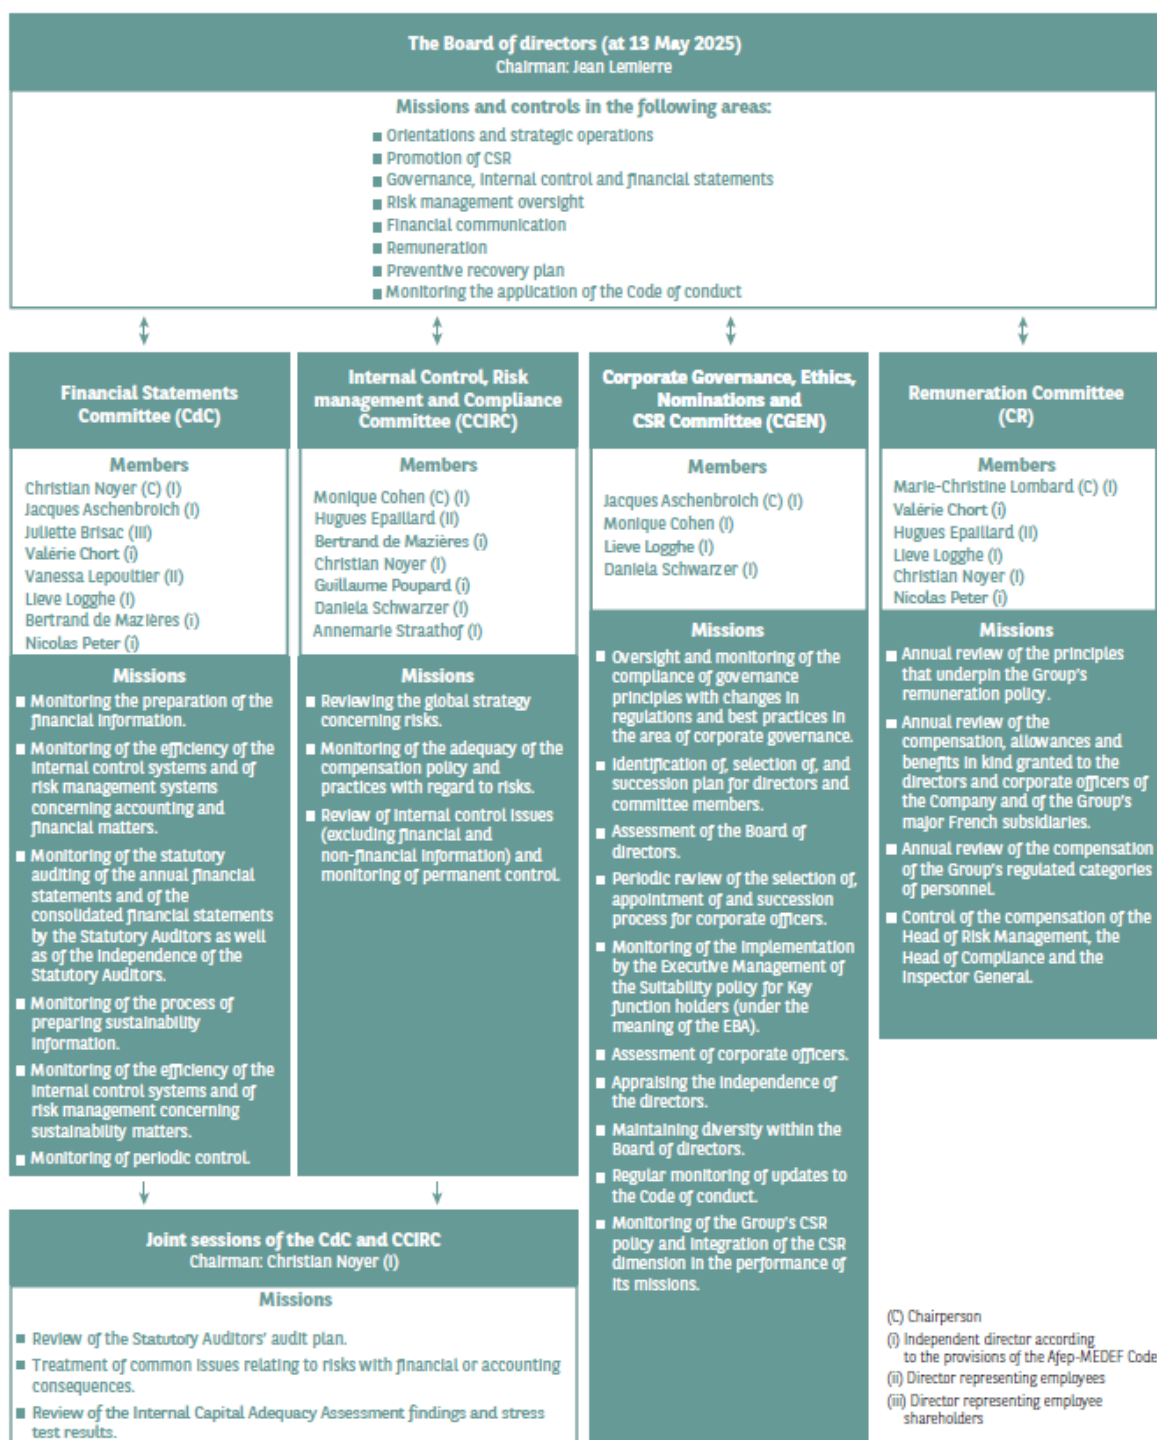 The Board of directors (at 13 May 2025)
Chairman: Jean Lemierre
Missions and controls in the following areas:
■ Orientations and strategic operations
■ Promotion of CSR
■ Governance, internal control and financial statements
■ Risk management oversight
■ Financial communication
■ Remuneration
■ Preventive recovery plan
■ Monitoring the application of the Code of conduct
Financial Statements
Committee (CdC)
Members
Christian Noyer (C) (i)
Jacques Aschenbroich (i)
Juliette Brisac (iii)
Valérie Chort (i)
Vanessa Lepoultier (ii)
Lieve Logghe (i)
Bertrand de Mazières (i)
Nicolas Peter (i)
Missions
■ Monitoring the preparation of the
financial information.
■ Monitoring of the efficiency of the
internal control systems and of
risk management systems
concerning accounting and
financial matters.
■ Monitoring of the statutory
auditing of the annual financial
statements and of the
consolidated financial statements
by the Statutory Auditors as well
as of the independence of the
Statutory Auditors.
■ Monitoring of the process of
preparing sustainability
information.
■ Monitoring of the efficiency of the
internal control systems and of
risk management concerning
sustainability matters.
■ Monitoring of periodic control.
Internal Control, Risk
management and Compliance
Committee (CCIRC)
Members
Monique Cohen (C) (i)
Hugues Epaillard (ii)
Bertrand de Mazières (i)
Christian Noyer (i)
Guillaume Poupard (i)
Daniela Schwarzer (i)
Annemarie Straathof (i)
Missions
■ Reviewing the global strategy
concerning risks.
■ Monitoring of the adequacy of the
compensation policy and
practices with regard to risks.
■ Review of internal control issues
(excluding financial and
non-financial information) and
monitoring of permanent control.
Corporate Governance, Ethics,
Nominations and
CSR Committee (CGEN)
Members
Jacques Aschenbroich (C) (i)
Monique Cohen (i)
Lieve Logghe (i)
Daniela Schwarzer (i)
Missions
■ Oversight and monitoring of the
compliance of governance
principles with changes in
regulations and best practices in
the area of corporate governance.
■ Identification of, selection of, and
succession plan for directors and
committee members.
■ Assessment of the Board of
directors.
■ Periodic review of the selection of,
appointment of and succession
process for corporate officers.
■ Monitoring of the implementation
by the Executive Management of
the Suitability policy for Key
function holders (under the
meaning of the EBA).
■ Assessment of corporate officers.
■ Appraising the independence of
the directors.
■ Maintaining diversity within the
Board of directors.
■ Regular monitoring of updates to
the Code of conduct.
■ Monitoring of the Group's CSR
policy and integration of the CSR
dimension in the performance of
its missions.
Remuneration Committee
(CR)
Members
Marie-Christine Lombard (C) (i)
Valérie Chort (i)
Hugues Epaillard (ii)
Lieve Logghe (i)
Christian Noyer (i)
Nicolas Peter (i)
Missions
■ Annual review of the principles
that underpin the Group's
remuneration policy.
■ Annual review of the
compensation, allowances and
benefits in kind granted to the
directors and corporate officers of
the Company and of the Group's
major French subsidiaries.
■ Annual review of the compensation
of the Group's regulated categories
of personnel.
■ Control of the compensation of the
Head of Risk Management, the
Head of Compliance and the
Inspector General.
Joint sessions of the CdC and CCIRC
Chairman: Christian Noyer (i)
Missions
■ Review of the Statutory Auditors' audit plan.
■ Treatment of common issues relating to risks with financial or accounting
consequences.
■ Review of the Internal Capital Adequacy Assessment findings and stress
test results.
(C) Chairperson
(i) Independent director according
to the provisions of the Afep-MEDEF Code
(ii) Director representing employees
(iii) Director representing employee
shareholders